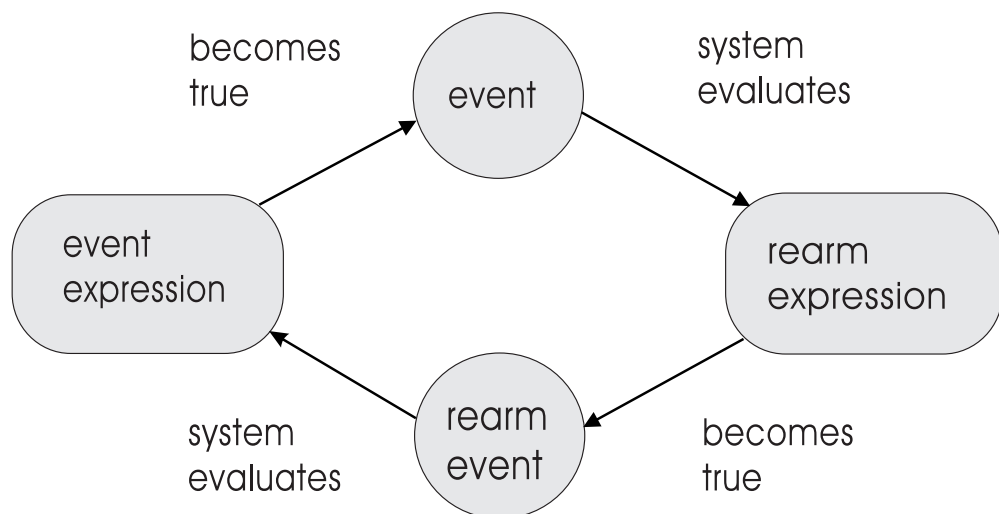 becomes
true
event
system
evaluates
event
expression
rearm
expression
system
evaluates
rearm
event
becomes
true